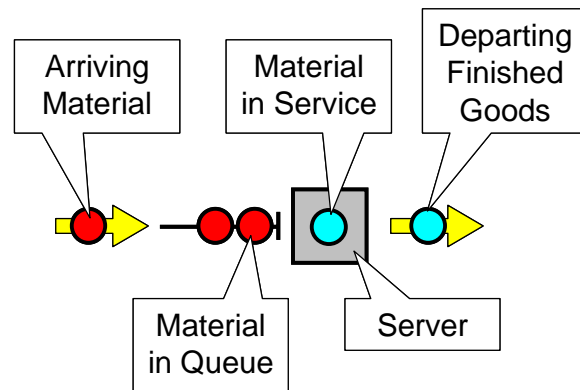 Arriving
Material
Material
in Service
Departing
Finished
Goods
Material
in Queue
Server